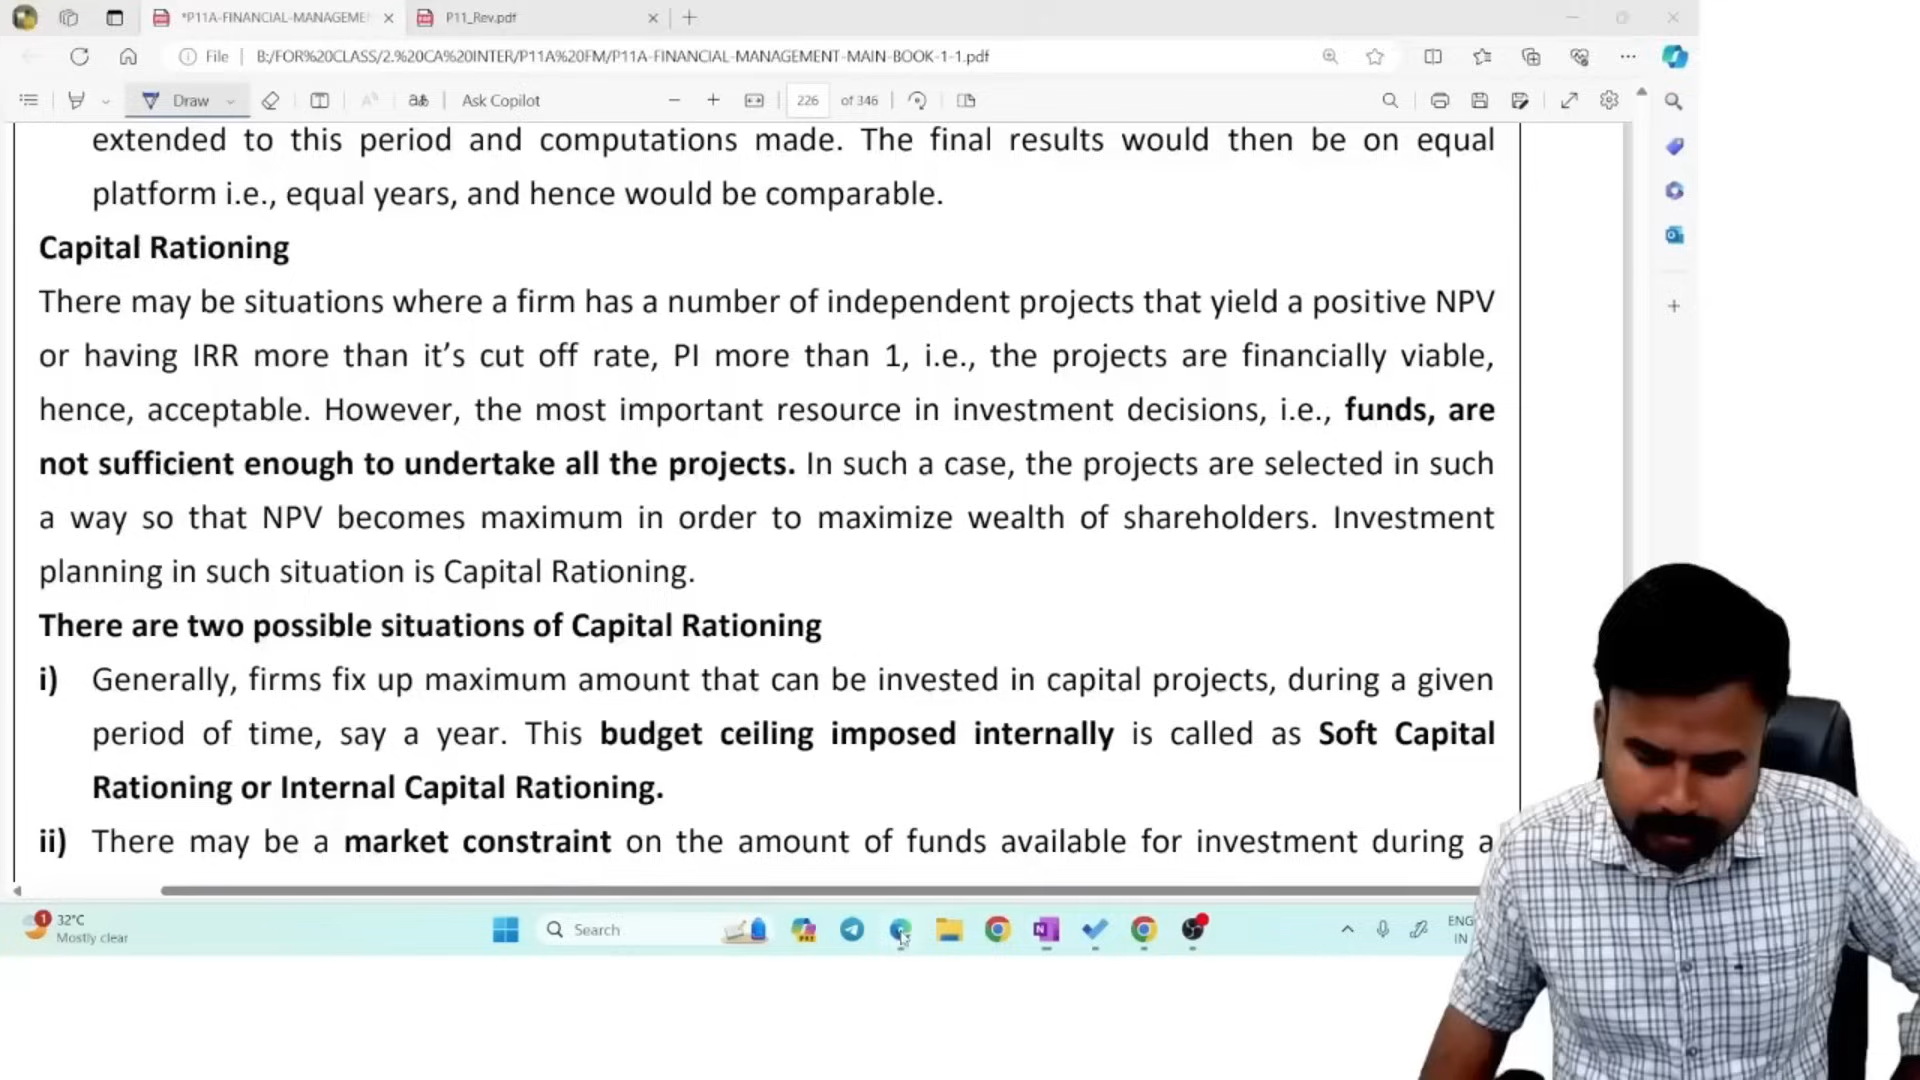 *P11A-FINANCIAL-MANAGEME
P11_Rev.pdf
File
B:/FOR%20CLASS/2.%20CA%20INTER/P11A%20FM/P11A-FINANCIAL-MANAGEMENT-MAIN-BOOK-1-1.pdf
Draw
Ask Copilot
226 of 346
extended to this period and computations made. The final results would then be on equal
platform i.e., equal years, and hence would be comparable.
Capital Rationing
There may be situations where a firm has a number of independent projects that yield a positive NPV
or having IRR more than it’s cut off rate, PI more than 1, i.e., the projects are financially viable,
hence, acceptable. However, the most important resource in investment decisions, i.e., funds, are
not sufficient enough to undertake all the projects. In such a case, the projects are selected in such
a way so that NPV becomes maximum in order to maximize wealth of shareholders. Investment
planning in such situation is Capital Rationing.
There are two possible situations of Capital Rationing
i) Generally, firms fix up maximum amount that can be invested in capital projects, during a given
period of time, say a year. This budget ceiling imposed internally is called as Soft Capital
Rationing or Internal Capital Rationing.
ii) There may be a market constraint on the amount of funds available for investment during a
1
32°C
Mostly clear
Search
ENG
IN